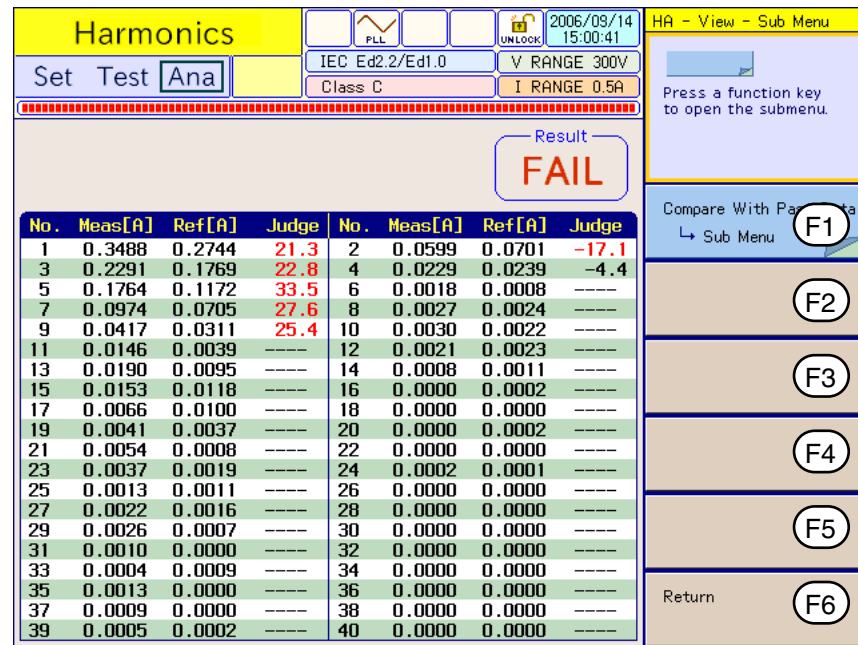 Harmonics
PLL
UNLOCK
2006/09/14
15:00:41
Set Test Ana
IEC Ed2.2/Ed1.0
V RANGE 300V
Class C
I RANGE 0.5A
Result
FAIL
No. Meas[A] Ref[A] Judge No. Meas[A] Ref[A] Judge
1 0.3488 0.2744 21.3 2 0.0599 0.0701 -17.1
3 0.2291 0.1769 22.8 4 0.0229 0.0239 -4.4
5 0.1764 0.1172 33.5 6 0.0018 0.0008 ----
7 0.0974 0.0705 27.6 8 0.0027 0.0024 ----
9 0.0417 0.0311 25.4 10 0.0030 0.0022 ----
11 0.0146 0.0039 ---- 12 0.0021 0.0023 ----
13 0.0190 0.0095 ---- 14 0.0008 0.0011 ----
15 0.0153 0.0118 ---- 16 0.0000 0.0002 ----
17 0.0066 0.0100 ---- 18 0.0000 0.0000 ----
19 0.0041 0.0037 ---- 20 0.0000 0.0002 ----
21 0.0054 0.0008 ---- 22 0.0000 0.0000 ----
23 0.0037 0.0019 ---- 24 0.0002 0.0001 ----
25 0.0013 0.0011 ---- 26 0.0000 0.0000 ----
27 0.0022 0.0016 ---- 28 0.0000 0.0000 ----
29 0.0026 0.0007 ---- 30 0.0000 0.0000 ----
31 0.0010 0.0000 ---- 32 0.0000 0.0000 ----
33 0.0004 0.0009 ---- 34 0.0000 0.0000 ----
35 0.0013 0.0000 ---- 36 0.0000 0.0000 ----
37 0.0009 0.0000 ---- 38 0.0000 0.0000 ----
39 0.0005 0.0002 ---- 40 0.0000 0.0000 ----
HA - View - Sub Menu
Press a function key
to open the submenu.
Compare With
Sub Menu
F1
F2
F3
F4
F5
Return
F6